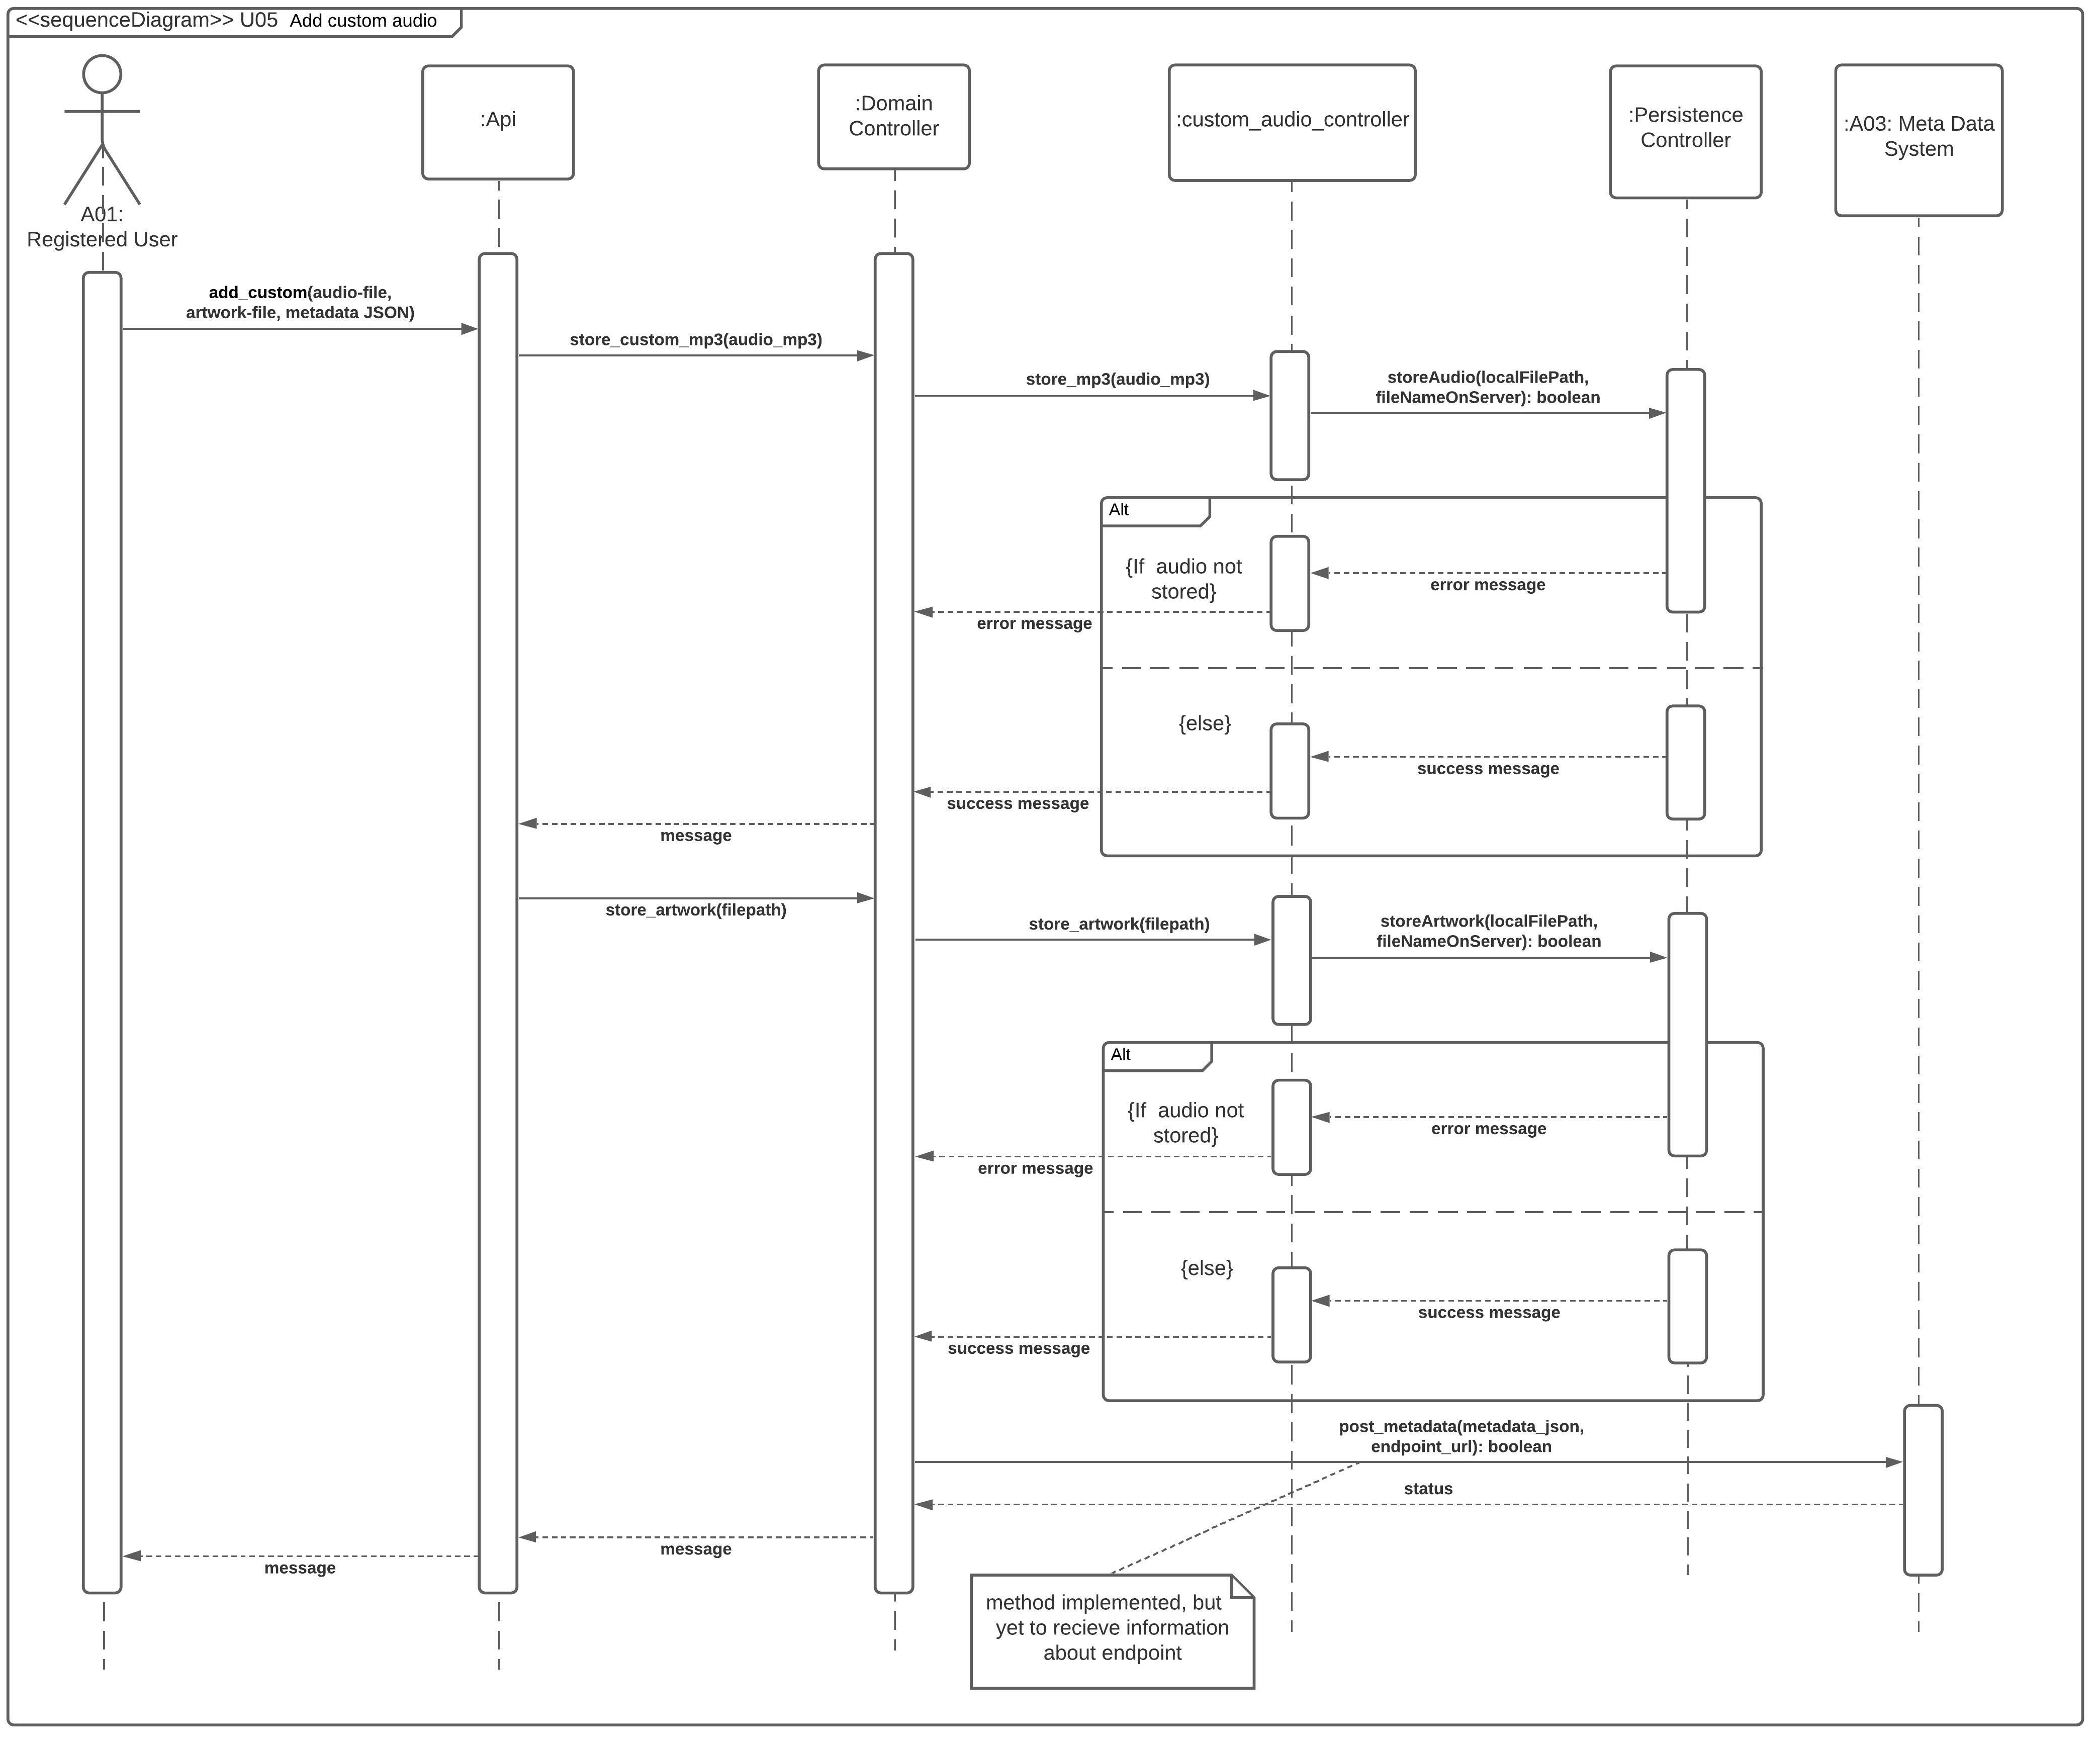 <<sequenceDiagram>> U05 Add custom audio
:Api
:Domain
Controller
:custom_audio_controller
:Persistence
Controller
:A03: Meta Data
System
A01:
Registered User
add_custom(audio-file,
artwork-file, metadata JSON)
store_custom_mp3(audio_mp3)
store_mp3(audio_mp3)
storeAudio(localFilePath,
fileNameOnServer): boolean
Alt
{If audio not
stored}
error message
error message
{else}
success message
success message
message
store_artwork(filepath)
store_artwork(filepath)
storeArtwork(localFilePath,
fileNameOnServer): boolean
Alt
{If audio not
stored}
error message
error message
{else}
success message
success message
post_metadata(metadata_json,
endpoint_url): boolean
status
message
message
method implemented, but
yet to recieve information
about endpoint